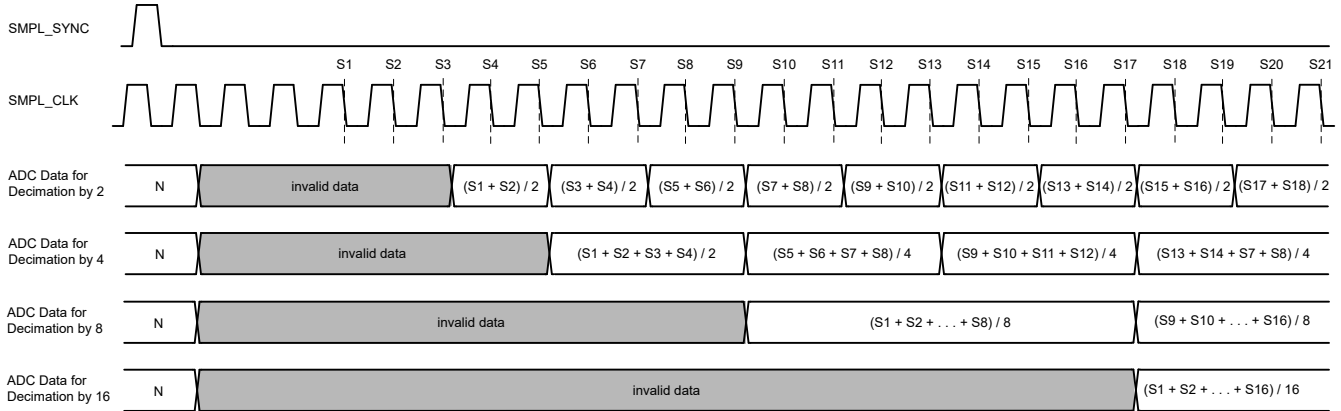 SMPL_SYNC
S1 S2 S3 S4 S5 S6 S7 S8 S9 S10 S11 S12 S13 S14 S15 S16 S17 S18 S19 S20 S21
SMPL_CLK
ADC Data for
Decimation by 2
N invalid data (S1 + S2) / 2 (S3 + S4) / 2 (S5 + S6) / 2 (S7 + S8) / 2 (S9 + S10) / 2 (S11 + S12) / 2 (S13 + S14) / 2 (S15 + S16) / 2 (S17 + S18) / 2
ADC Data for
Decimation by 4
N invalid data (S1 + S2 + S3 + S4) / 2 (S5 + S6 + S7 + S8) / 4 (S9 + S10 + S11 + S12) / 4 (S13 + S14 + S7 + S8) / 4
ADC Data for
Decimation by 8
N invalid data (S1 + S2 + . . . + S8) / 8 (S9 + S10 + . . . + S16) / 8
ADC Data for
Decimation by 16
N invalid data (S1 + S2 + . . . + S16) / 16